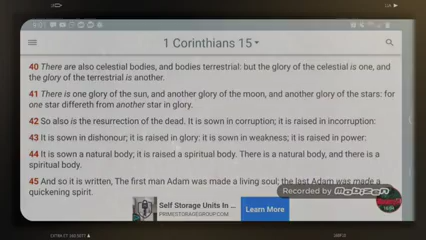 1 Corinthians 15
40 There are also celestial bodies, and bodies terrestrial: but the glory of the celestial is one, and
the glory of the terrestrial is another.
41 There is one glory of the sun, and another glory of the moon, and another glory of the stars: for
one star differeth from another star in glory.
42 So also is the resurrection of the dead. It is sown in corruption; it is raised in incorruption:
43 It is sown in dishonour; it is raised in glory: it is sown in weakness; it is raised in power:
44 It is sown a natural body; it is raised a spiritual body. There is a natural body, and there is a
spiritual body.
45 And so it is written, The first man Adam was made a living soul; the last Adam was made a
quickening spirit.
Recorded by MOBIZEN
Self Storage Units In ...
PRIMESTORAGEGROUP.COM
Learn More